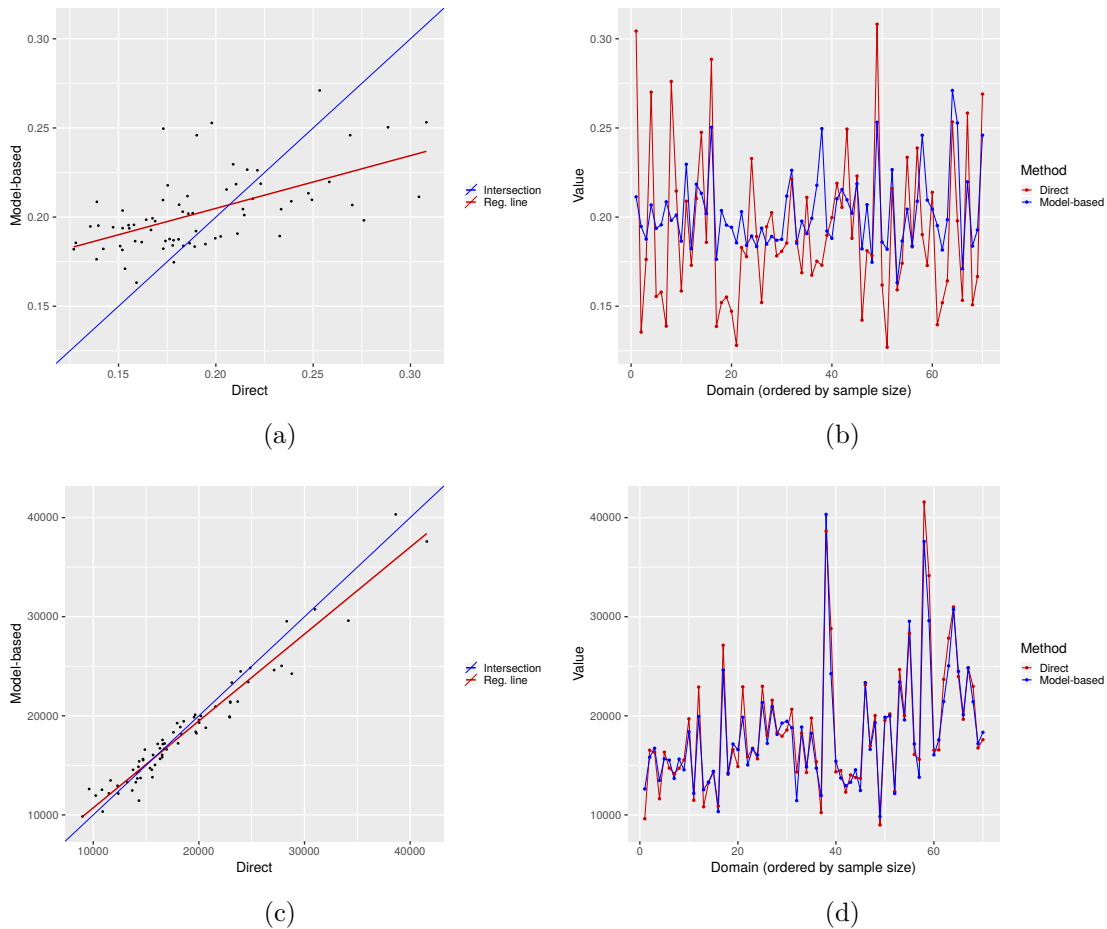 0.30
0.25
0.20
0.15
Model-based
0.15 0.20 0.25 0.30
Direct
Intersection
Reg. line
(a)
0.30
0.25
0.20
0.15
Value
0 20 40 60
Domain (ordered by sample size)
Method
Direct
Model-based
(b)
40000
30000
20000
10000
Model-based
10000 20000 30000 40000
Direct
Intersection
Reg. line
(c)
40000
30000
20000
10000
Value
0 20 40 60
Domain (ordered by sample size)
Method
Direct
Model-based
(d)